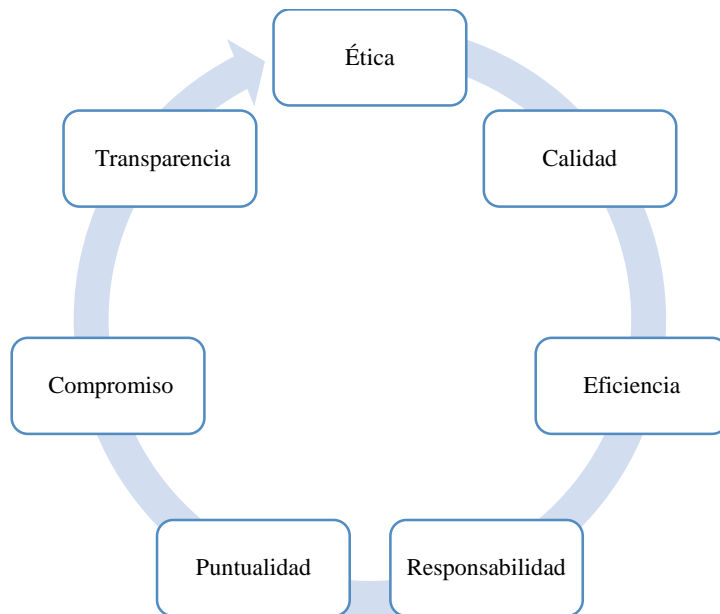 Ética
Calidad
Eficiencia
Responsabilidad
Puntualidad
Compromiso
Transparencia